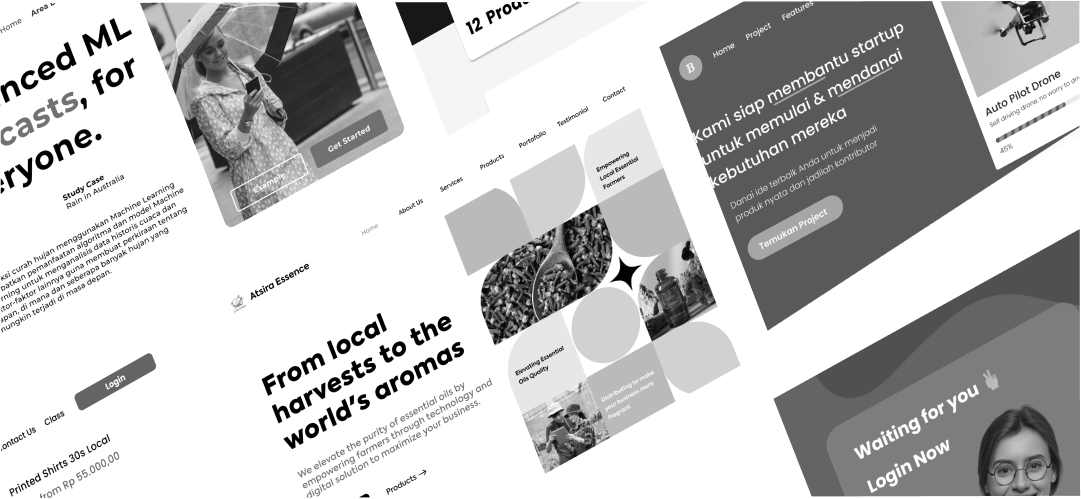 Home
nced ML
casts, for
ryone.
Study Case
Rain in Australia
ksi curah hujan menggunakan Machine Learning
batkan pemanfaatan algoritma dan model Machine
rning untuk menganalisis data historis cuaca dan
tor-faktor lainnya guna membuat perkiraan tentang
apan, di mana dan seberapa banyak hujan yang
nungkin terjadi di masa depan.
Get Started
Example
Login
ontact Us
Class
Printed Shirts 30s Local
from Rp 55.000,00
12 Produ
Home
About Us
Services
Products
Portofolio
Testimonial
Contact
Atsira Essence
From local
harvests to the
world's aromas
We elevate the purity of essential oils by
empowering farmers through technology and
digital solution to maximize your business.
Products →
Empowering
Local Essential
Farmers
Elevating Essential
Oils Quality
Distributing to make
your business more
fragrant
B
Home
Project
Features
Kami siap membantu startup
untuk memulai & mendanai
kebutuhan mereka
Danai ide terbaik Anda untuk menjadi
produk nyata dan jadilah kontributor
Temukan Project
Auto Pilot Drone
Self driving drone, no worry to dri
45%
Waiting for you ✌
Login Now